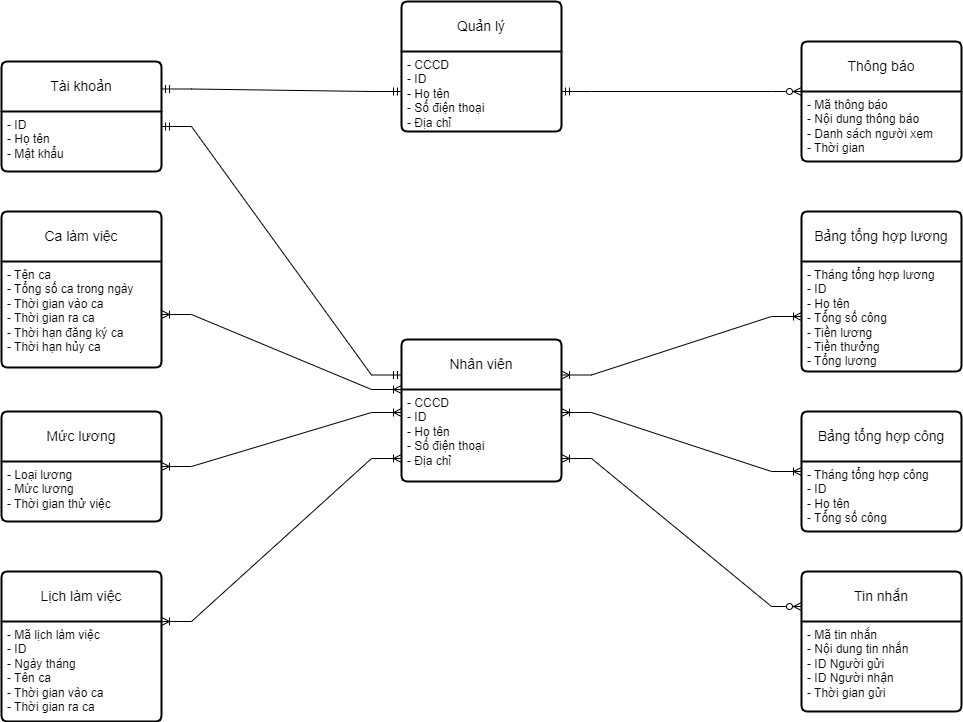 Quản lý
- CCCD
- ID
- Họ tên
- Số điện thoại
- Địa chỉ
Thông báo
- Mã thông báo
- Nội dung thông báo
- Danh sách người xem
- Thời gian
Tài khoản
- ID
- Họ tên
- Mật khẩu
Ca làm việc
- Tên ca
- Tổng số ca trong ngày
- Thời gian vào ca
- Thời gian ra ca
- Thời hạn đăng ký ca
- Thời hạn hủy ca
Bảng tổng hợp lương
- Tháng tổng hợp lương
- ID
- Họ tên
- Tổng số công
- Tiền lương
- Tiền thưởng
- Tổng lương
Nhân viên
- CCCD
- ID
- Họ tên
- Số điện thoại
- Địa chỉ
Mức lương
- Loại lương
- Mức lương
- Thời gian thử việc
Bảng tổng hợp công
- Tháng tổng hợp công
- ID
- Họ tên
- Tổng số công
Lịch làm việc
- Mã lịch làm việc
- ID
- Ngày tháng
- Tên ca
- Thời gian vào ca
- Thời gian ra ca
Tin nhắn
- Mã tin nhắn
- Nội dung tin nhắn
- ID Người gửi
- ID Người nhận
- Thời gian gửi